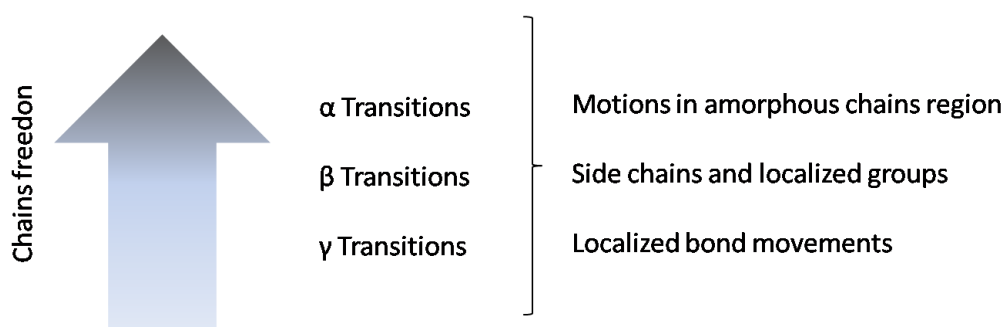 Chains freedon
α Transitions
Motions in amorphous chains region
β Transitions
Side chains and localized groups
γ Transitions
Localized bond movements